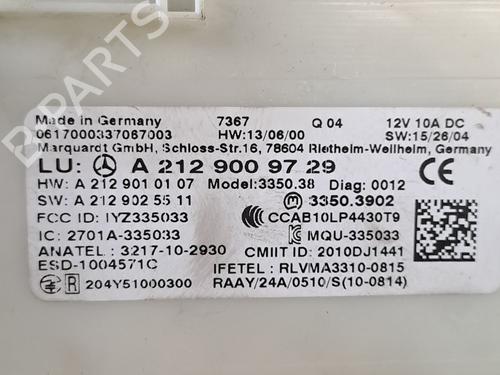 B-PARTS
Made in Germany 7367 Q 04 12V 10A DC
0617000337067003 HW:13/06/00 SW:15/26/04
Marquardt GmbH, Schloss-Str.16, 78604 Rietheim-Weilheim, Germany
LU: A 212 900 97 29
HW: A 212 901 01 07 Model:3350.38 Diag: 0012
SW: A 212 902 55 11 3350.3902
FCC ID: IYZ335033 CCAB10LP4430T9
IC: 2701A-335033 MQU-335033
ANATEL: 3217-10-2930 CMIIT ID: 2010DJ1441
ESD-1004571C IFETEL: RLVMA3310-0815
R 204Y51000300 RAAY/24A/0510/S(10-0814)